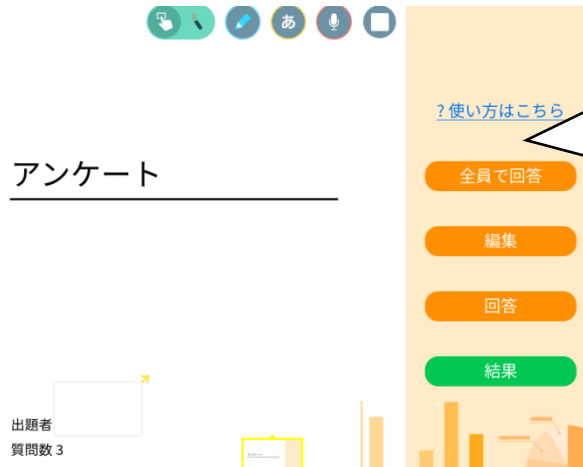 あ
? 使い方はこちら
アンケート
全員で回答
編集
回答
結果
出題者
質問数 3